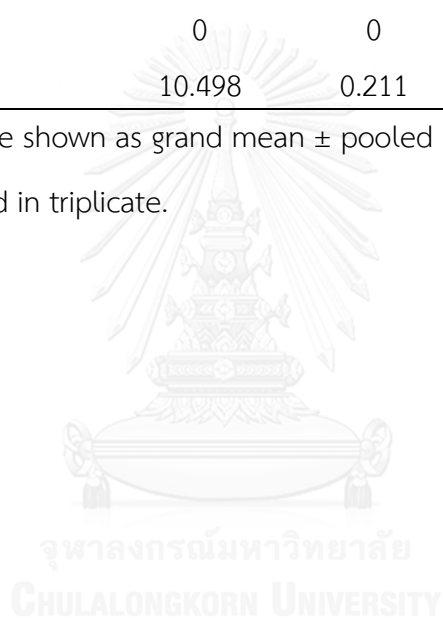 0 0
10.498 0.211
e shown as grand mean ± pooled
d in triplicate.
จุฬาลงกรณ์มหาวิทยาลัย
CHULALONGKORN UNIVERSITY